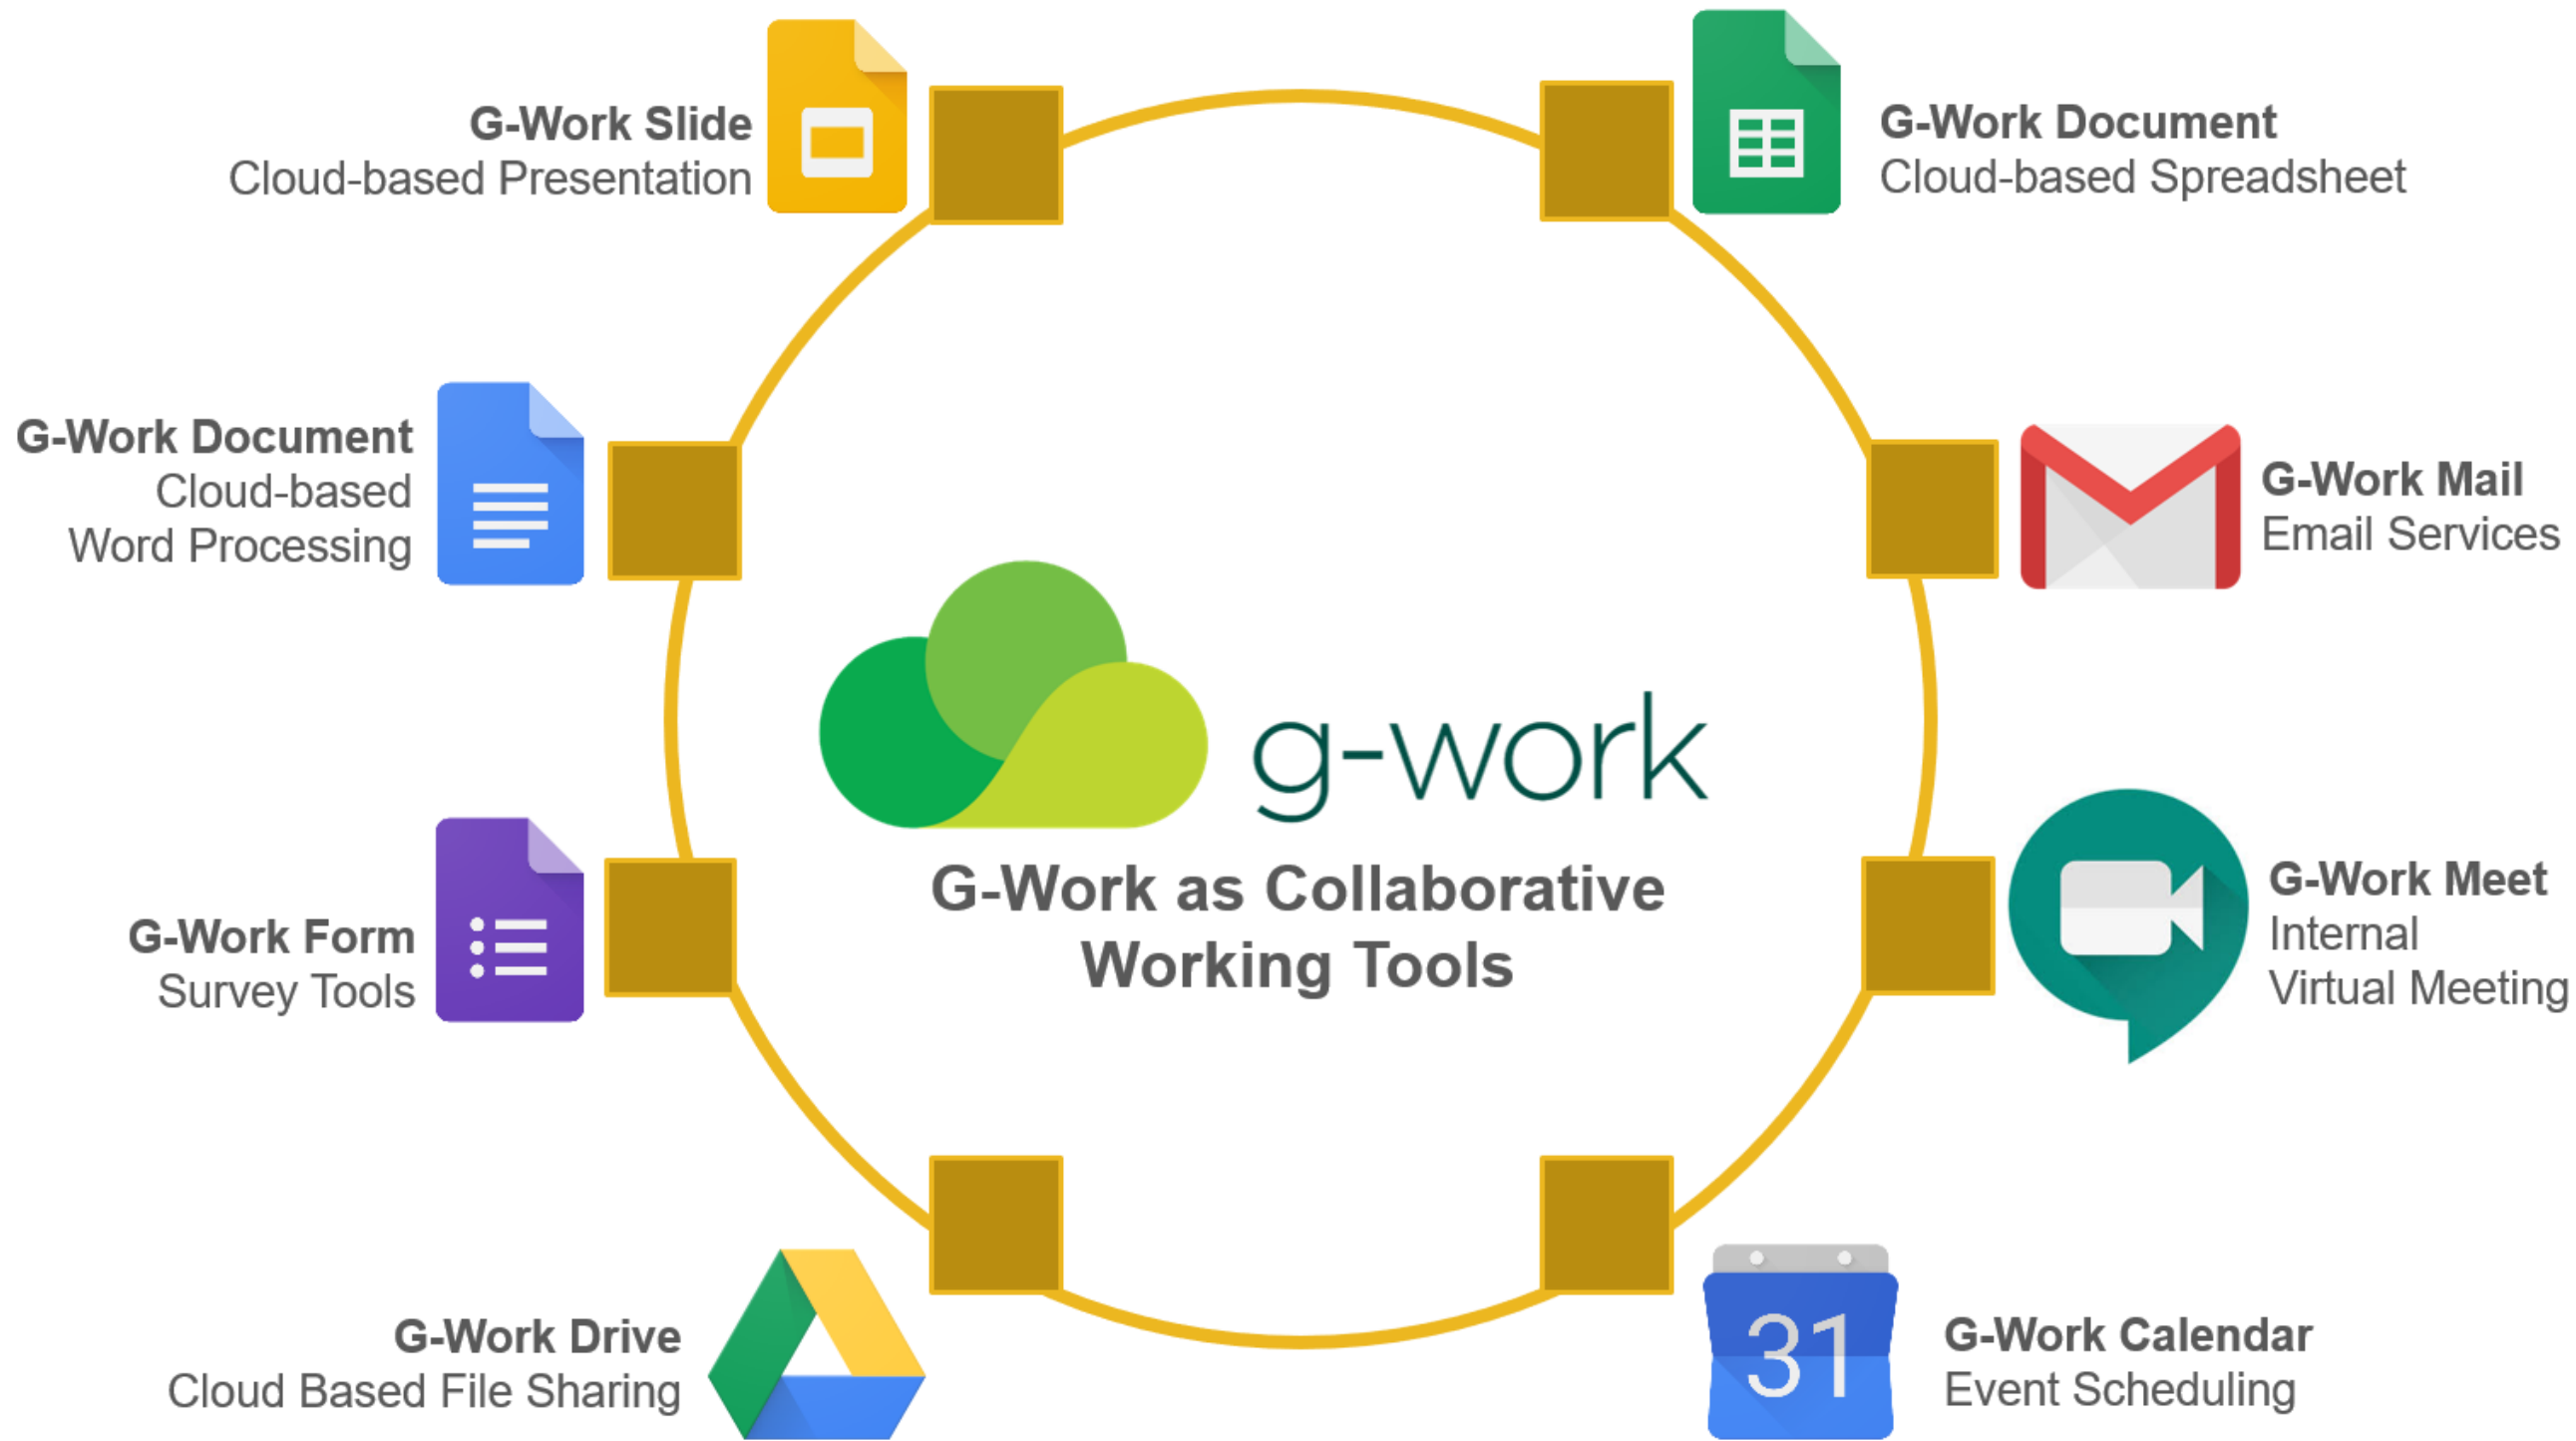 G-Work Slide
Cloud-based Presentation
G-Work Document
Cloud-based Spreadsheet
G-Work Document
Cloud-based
Word Processing
G-Work Mail
Email Services
g-work
G-Work as Collaborative
Working Tools
G-Work Form
Survey Tools
G-Work Meet
Internal
Virtual Meeting
G-Work Drive
Cloud Based File Sharing
31
G-Work Calendar
Event Scheduling